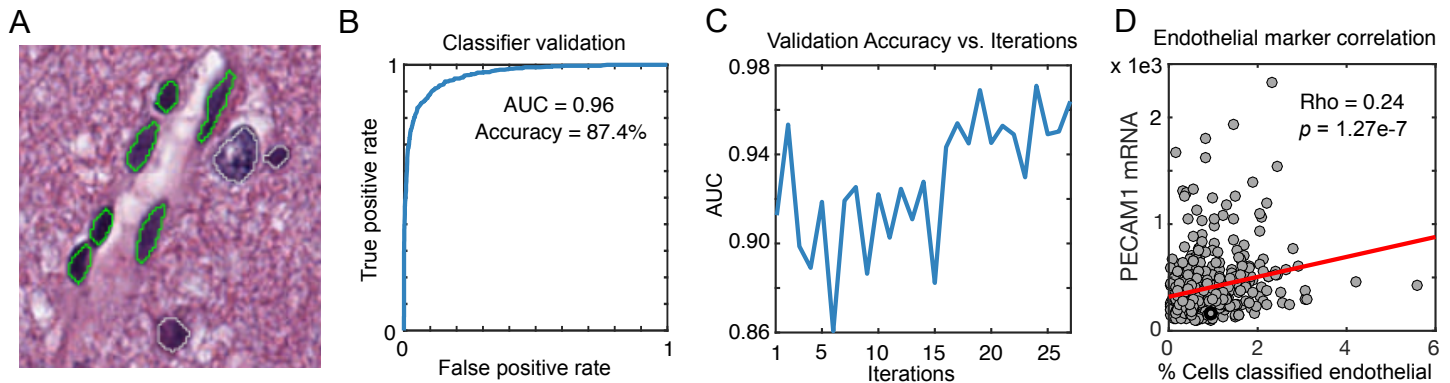 A
B
Classifier validation
1
AUC = 0.96
Accuracy = 87.4%
True positive rate
0
0
1
False positive rate
C
Validation Accuracy vs. Iterations
0.98
0.94
0.90
0.86
AUC
1
5
10
15
20
25
Iterations
D
Endothelial marker correlation
x 1e3
Rho = 0.24
p = 1.27e-7
2
1
0
PECAM1 mRNA
0
2
4
6
% Cells classified endothelial